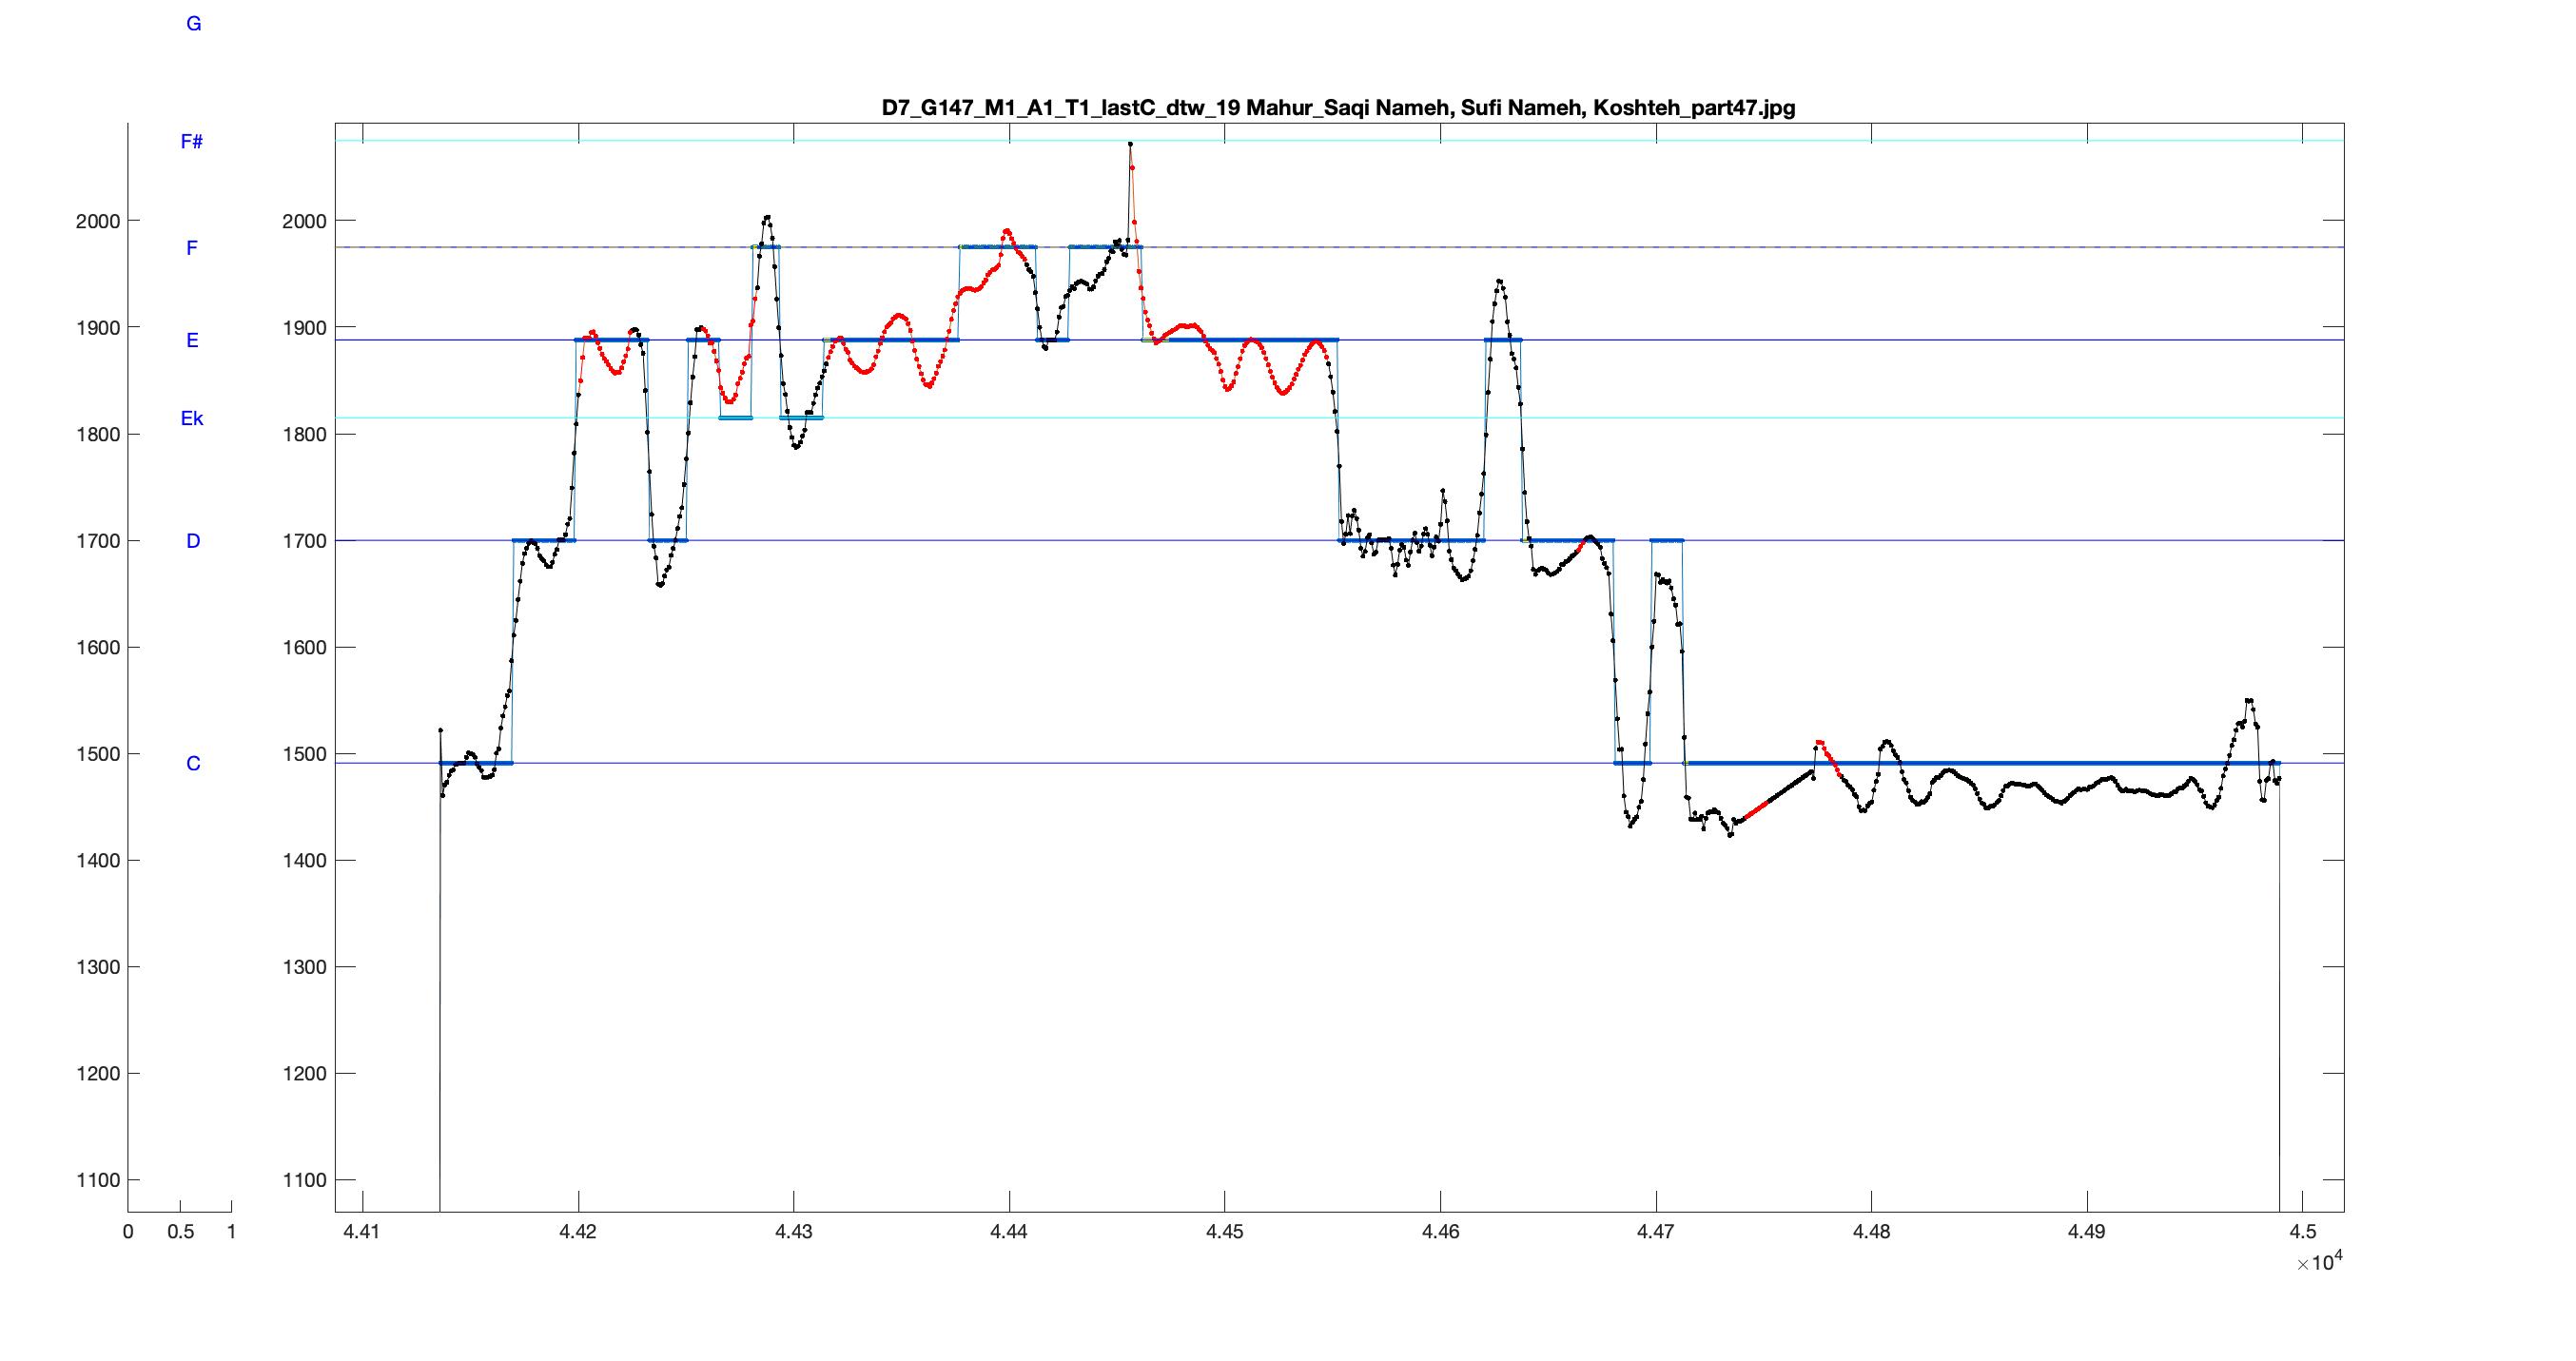 G
D7_G147_M1_A1_T1_lastC_dtw_19 Mahur_Saqi Nameh, Sufi Nameh, Koshteh_part47.jpg
F#
2000 F 2000
1900 E 1900
Ek
1800 1800
1700 D 1700
1600 1600
1500 C 1500
1400 1400
1300 1300
1200 1200
1100 1100
0 0.5 1 4.41 4.42 4.43 4.44 4.45 4.46 4.47 4.48 4.49 4.5
×10^4